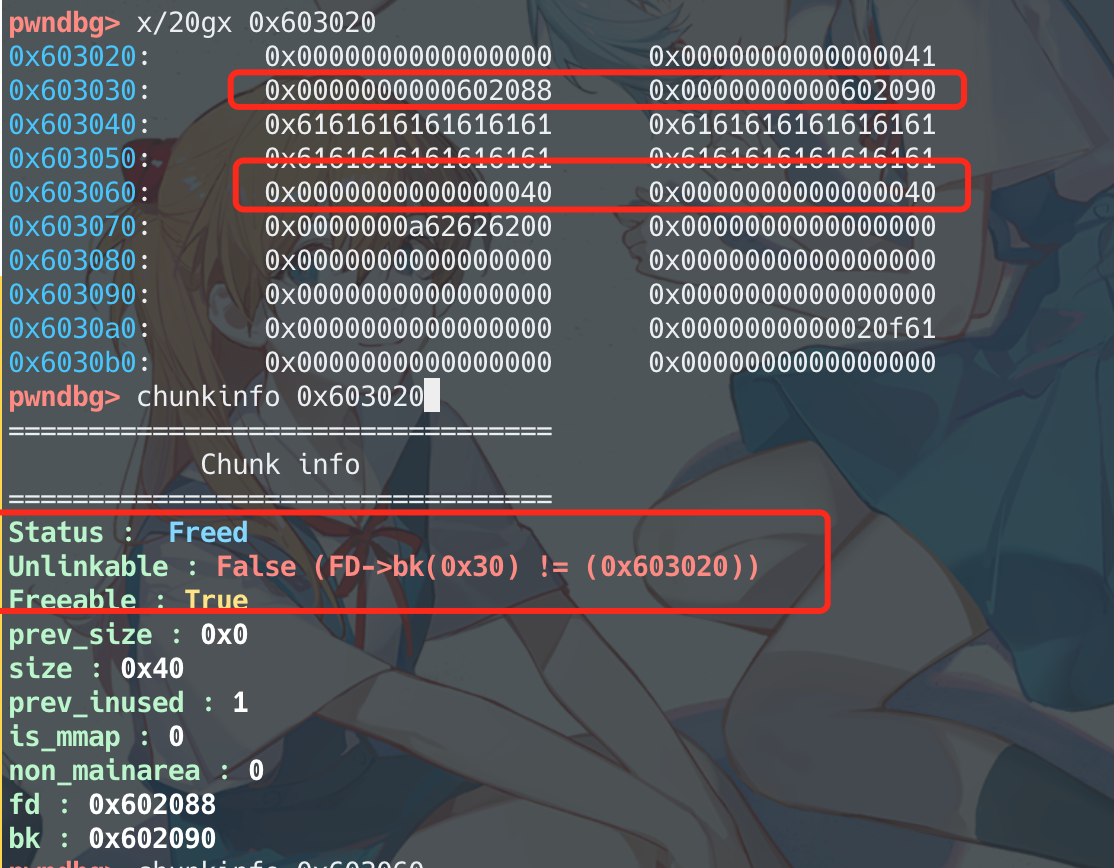 pwndbg> x/20gx 0x603020
0x603020: 0x0000000000000000 0x0000000000000041
0x603030: 0x0000000000602088 0x0000000000602090
0x603040: 0x6161616161616161 0x6161616161616161
0x603050: 0x6161616161616161 0x6161616161616161
0x603060: 0x0000000000000040 0x0000000000000040
0x603070: 0x0000000a62626200 0x0000000000000000
0x603080: 0x0000000000000000 0x0000000000000000
0x603090: 0x0000000000000000 0x0000000000000000
0x6030a0: 0x0000000000000000 0x0000000000020f61
0x6030b0: 0x0000000000000000 0x0000000000000000
pwndbg> chunkinfo 0x603020
==================================
Chunk info
==================================
Status : Freed
Unlinkable : False (FD->bk(0x30) != (0x603020))
Freeable : True
prev_size : 0x0
size : 0x40
prev_inused : 1
is_mmap : 0
non_mainarea : 0
fd : 0x602088
bk : 0x602090
pwndbg> chunkinfo 0x603060